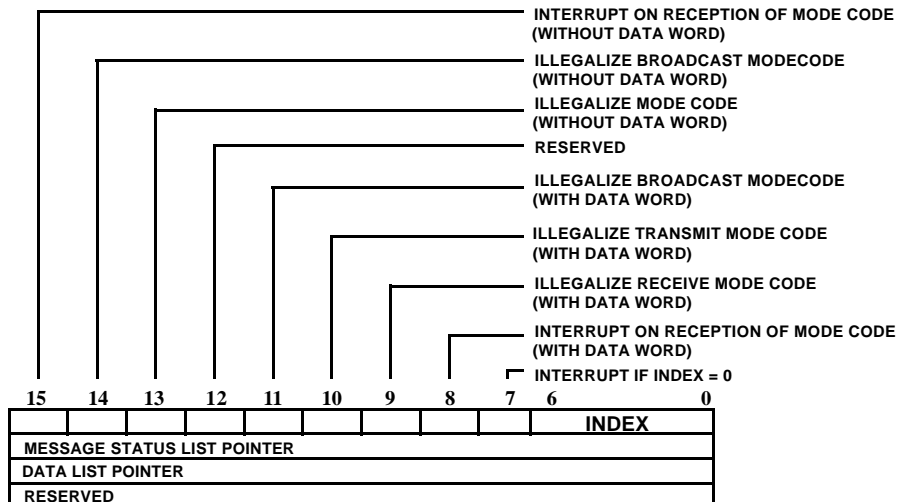 INTERRUPT ON RECEPTION OF MODE CODE
(WITHOUT DATA WORD)
ILLEGALIZE BROADCAST MODECODE
(WITHOUT DATA WORD)
ILLEGALIZE MODE CODE
(WITHOUT DATA WORD)
RESERVED
ILLEGALIZE BROADCAST MODECODE
(WITH DATA WORD)
ILLEGALIZE TRANSMIT MODE CODE
(WITH DATA WORD)
ILLEGALIZE RECEIVE MODE CODE
(WITH DATA WORD)
INTERRUPT ON RECEPTION OF MODE CODE
(WITH DATA WORD)
INTERRUPT IF INDEX = 0
15 14 13 12 11 10 9 8 7 6 0
INDEX
MESSAGE STATUS LIST POINTER
DATA LIST POINTER
RESERVED